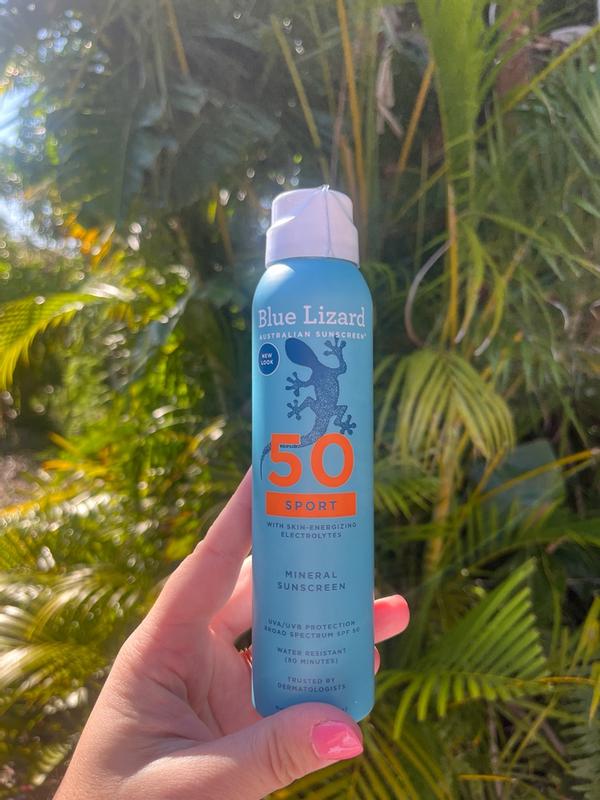 Blue Lizard
AUSTRALIAN SUNSCREEN®
NEW
LOOK
50
SPORT
WITH SKIN-ENERGIZING
ELECTROLYTES
MINERAL
SUNSCREEN
UVA/UVB PROTECTION
BROAD SPECTRUM SPF 50
WATER RESISTANT
(80 MINUTES)
TRUSTED BY
DERMATOLOGISTS